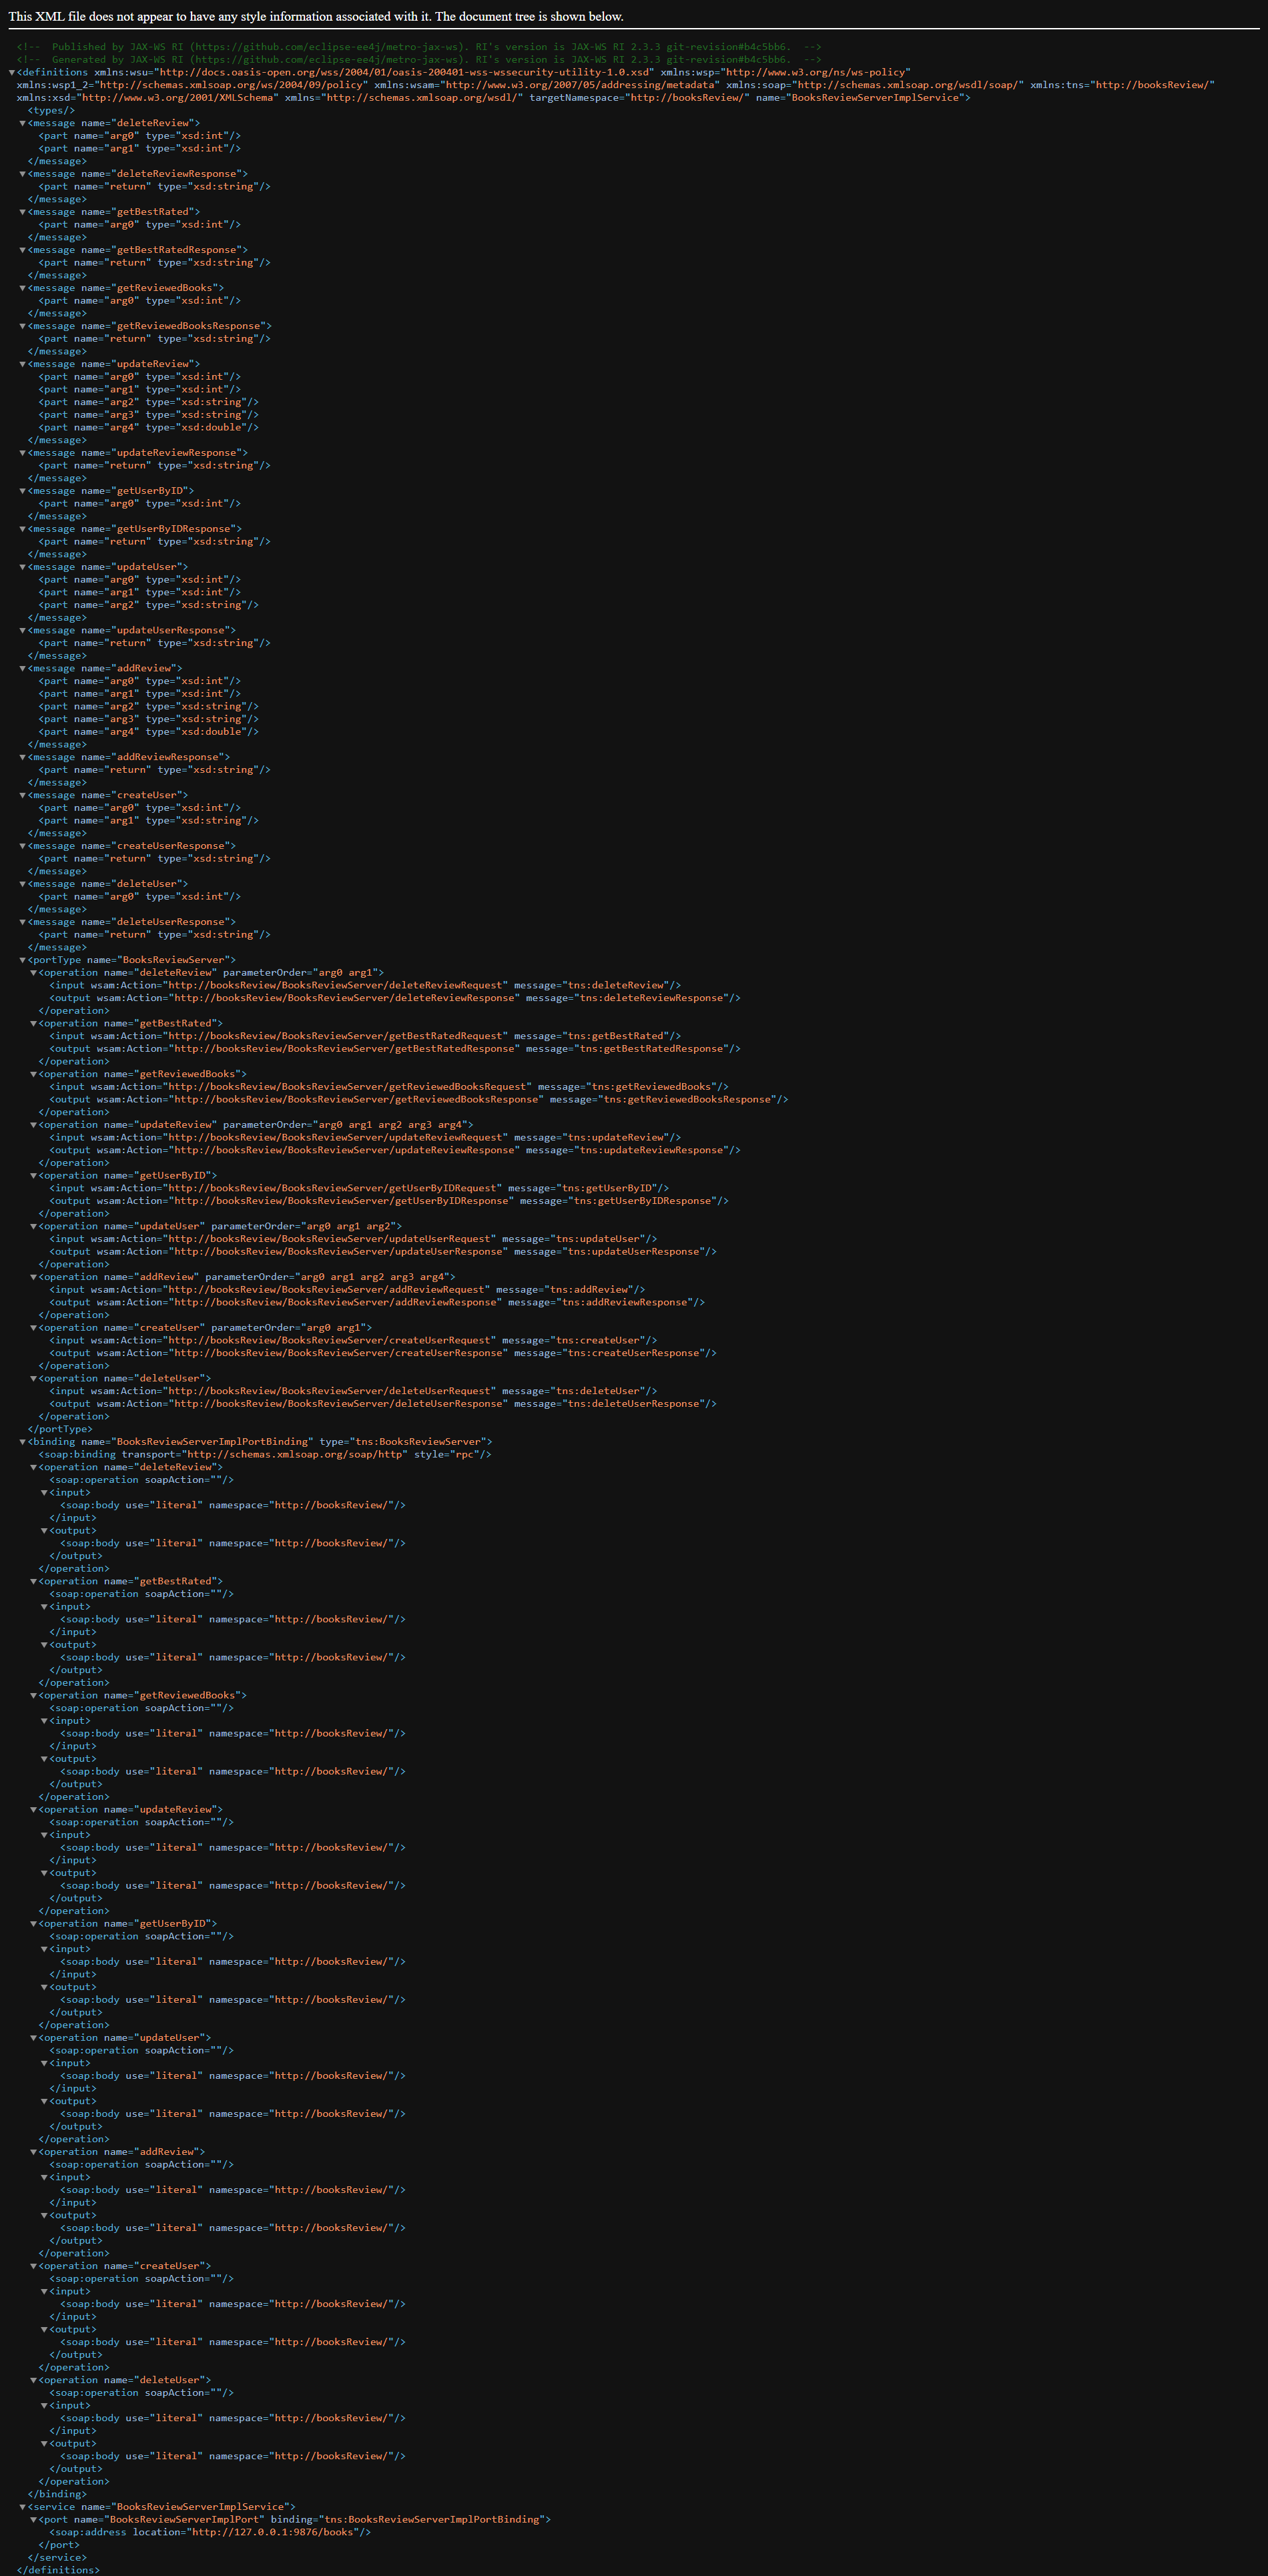 This XML file does not appear to have any style information associated with it. The document tree is shown below.
<!-- Published by JAX-WS RI (https://github.com/eclipse-ee4j/metro-jax-ws). RI's version is JAX-WS RI 2.3.3 git-revision#b4c5bb6. -->
<!-- Generated by JAX-WS RI (https://github.com/eclipse-ee4j/metro-jax-ws). RI's version is JAX-WS RI 2.3.3 git-revision#b4c5bb6. -->
▼<definitions xmlns:wsu="http://docs.oasis-open.org/wss/2004/01/oasis-200401-wss-wssecurity-utility-1.0.xsd" xmlns:wsp="http://www.w3.org/ns/ws-policy"
xmlns:wsp1_2="http://schemas.xmlsoap.org/ws/2004/09/policy" xmlns:wsam="http://www.w3.org/2007/05/addressing/metadata" xmlns:soap="http://schemas.xmlsoap.org/wsdl/soap/" xmlns:tns="http://booksReview/"
xmlns:xsd="http://www.w3.org/2001/XMLSchema" xmlns="http://schemas.xmlsoap.org/wsdl/" targetNamespace="http://booksReview/" name="BooksReviewServerImplService">
<types/>
▼<message name="deleteReview">
<part name="arg0" type="xsd:int"/>
<part name="arg1" type="xsd:int"/>
</message>
▼<message name="deleteReviewResponse">
<part name="return" type="xsd:string"/>
</message>
▼<message name="getBestRated">
<part name="arg0" type="xsd:int"/>
</message>
▼<message name="getBestRatedResponse">
<part name="return" type="xsd:string"/>
</message>
▼<message name="getReviewedBooks">
<part name="arg0" type="xsd:int"/>
</message>
▼<message name="getReviewedBooksResponse">
<part name="return" type="xsd:string"/>
</message>
▼<message name="updateReview">
<part name="arg0" type="xsd:int"/>
<part name="arg1" type="xsd:int"/>
<part name="arg2" type="xsd:string"/>
<part name="arg3" type="xsd:string"/>
<part name="arg4" type="xsd:double"/>
</message>
▼<message name="updateReviewResponse">
<part name="return" type="xsd:string"/>
</message>
▼<message name="getUserByID">
<part name="arg0" type="xsd:int"/>
</message>
▼<message name="getUserByIDResponse">
<part name="return" type="xsd:string"/>
</message>
▼<message name="updateUser">
<part name="arg0" type="xsd:int"/>
<part name="arg1" type="xsd:int"/>
<part name="arg2" type="xsd:string"/>
</message>
▼<message name="updateUserResponse">
<part name="return" type="xsd:string"/>
</message>
▼<message name="addReview">
<part name="arg0" type="xsd:int"/>
<part name="arg1" type="xsd:int"/>
<part name="arg2" type="xsd:string"/>
<part name="arg3" type="xsd:string"/>
<part name="arg4" type="xsd:double"/>
</message>
▼<message name="addReviewResponse">
<part name="return" type="xsd:string"/>
</message>
▼<message name="createUser">
<part name="arg0" type="xsd:int"/>
<part name="arg1" type="xsd:string"/>
</message>
▼<message name="createUserResponse">
<part name="return" type="xsd:string"/>
</message>
▼<message name="deleteUser">
<part name="arg0" type="xsd:int"/>
</message>
▼<message name="deleteUserResponse">
<part name="return" type="xsd:string"/>
</message>
▼<portType name="BooksReviewServer">
▼<operation name="deleteReview" parameterOrder="arg0 arg1">
<input wsam:Action="http://booksReview/BooksReviewServer/deleteReviewRequest" message="tns:deleteReview"/>
<output wsam:Action="http://booksReview/BooksReviewServer/deleteReviewResponse" message="tns:deleteReviewResponse"/>
</operation>
▼<operation name="getBestRated">
<input wsam:Action="http://booksReview/BooksReviewServer/getBestRatedRequest" message="tns:getBestRated"/>
<output wsam:Action="http://booksReview/BooksReviewServer/getBestRatedResponse" message="tns:getBestRatedResponse"/>
</operation>
▼<operation name="getReviewedBooks">
<input wsam:Action="http://booksReview/BooksReviewServer/getReviewedBooksRequest" message="tns:getReviewedBooks"/>
<output wsam:Action="http://booksReview/BooksReviewServer/getReviewedBooksResponse" message="tns:getReviewedBooksResponse"/>
</operation>
▼<operation name="updateReview" parameterOrder="arg0 arg1 arg2 arg3 arg4">
<input wsam:Action="http://booksReview/BooksReviewServer/updateReviewRequest" message="tns:updateReview"/>
<output wsam:Action="http://booksReview/BooksReviewServer/updateReviewResponse" message="tns:updateReviewResponse"/>
</operation>
▼<operation name="getUserByID">
<input wsam:Action="http://booksReview/BooksReviewServer/getUserByIDRequest" message="tns:getUserByID"/>
<output wsam:Action="http://booksReview/BooksReviewServer/getUserByIDResponse" message="tns:getUserByIDResponse"/>
</operation>
▼<operation name="updateUser" parameterOrder="arg0 arg1 arg2">
<input wsam:Action="http://booksReview/BooksReviewServer/updateUserRequest" message="tns:updateUser"/>
<output wsam:Action="http://booksReview/BooksReviewServer/updateUserResponse" message="tns:updateUserResponse"/>
</operation>
▼<operation name="addReview" parameterOrder="arg0 arg1 arg2 arg3 arg4">
<input wsam:Action="http://booksReview/BooksReviewServer/addReviewRequest" message="tns:addReview"/>
<output wsam:Action="http://booksReview/BooksReviewServer/addReviewResponse" message="tns:addReviewResponse"/>
</operation>
▼<operation name="createUser" parameterOrder="arg0 arg1">
<input wsam:Action="http://booksReview/BooksReviewServer/createUserRequest" message="tns:createUser"/>
<output wsam:Action="http://booksReview/BooksReviewServer/createUserResponse" message="tns:createUserResponse"/>
</operation>
▼<operation name="deleteUser">
<input wsam:Action="http://booksReview/BooksReviewServer/deleteUserRequest" message="tns:deleteUser"/>
<output wsam:Action="http://booksReview/BooksReviewServer/deleteUserResponse" message="tns:deleteUserResponse"/>
</operation>
</portType>
▼<binding name="BooksReviewServerImplPortBinding" type="tns:BooksReviewServer">
<soap:binding transport="http://schemas.xmlsoap.org/soap/http" style="rpc"/>
▼<operation name="deleteReview">
<soap:operation soapAction=""/>
▼<input>
<soap:body use="literal" namespace="http://booksReview/"/>
</input>
▼<output>
<soap:body use="literal" namespace="http://booksReview/"/>
</output>
</operation>
▼<operation name="getBestRated">
<soap:operation soapAction=""/>
▼<input>
<soap:body use="literal" namespace="http://booksReview/"/>
</input>
▼<output>
<soap:body use="literal" namespace="http://booksReview/"/>
</output>
</operation>
▼<operation name="getReviewedBooks">
<soap:operation soapAction=""/>
▼<input>
<soap:body use="literal" namespace="http://booksReview/"/>
</input>
▼<output>
<soap:body use="literal" namespace="http://booksReview/"/>
</output>
</operation>
▼<operation name="updateReview">
<soap:operation soapAction=""/>
▼<input>
<soap:body use="literal" namespace="http://booksReview/"/>
</input>
▼<output>
<soap:body use="literal" namespace="http://booksReview/"/>
</output>
</operation>
▼<operation name="getUserByID">
<soap:operation soapAction=""/>
▼<input>
<soap:body use="literal" namespace="http://booksReview/"/>
</input>
▼<output>
<soap:body use="literal" namespace="http://booksReview/"/>
</output>
</operation>
▼<operation name="updateUser">
<soap:operation soapAction=""/>
▼<input>
<soap:body use="literal" namespace="http://booksReview/"/>
</input>
▼<output>
<soap:body use="literal" namespace="http://booksReview/"/>
</output>
</operation>
▼<operation name="addReview">
<soap:operation soapAction=""/>
▼<input>
<soap:body use="literal" namespace="http://booksReview/"/>
</input>
▼<output>
<soap:body use="literal" namespace="http://booksReview/"/>
</output>
</operation>
▼<operation name="createUser">
<soap:operation soapAction=""/>
▼<input>
<soap:body use="literal" namespace="http://booksReview/"/>
</input>
▼<output>
<soap:body use="literal" namespace="http://booksReview/"/>
</output>
</operation>
▼<operation name="deleteUser">
<soap:operation soapAction=""/>
▼<input>
<soap:body use="literal" namespace="http://booksReview/"/>
</input>
▼<output>
<soap:body use="literal" namespace="http://booksReview/"/>
</output>
</operation>
</binding>
▼<service name="BooksReviewServerImplService">
▼<port name="BooksReviewServerImplPort" binding="tns:BooksReviewServerImplPortBinding">
<soap:address location="http://127.0.0.1:9876/books"/>
</port>
</service>
</definitions>